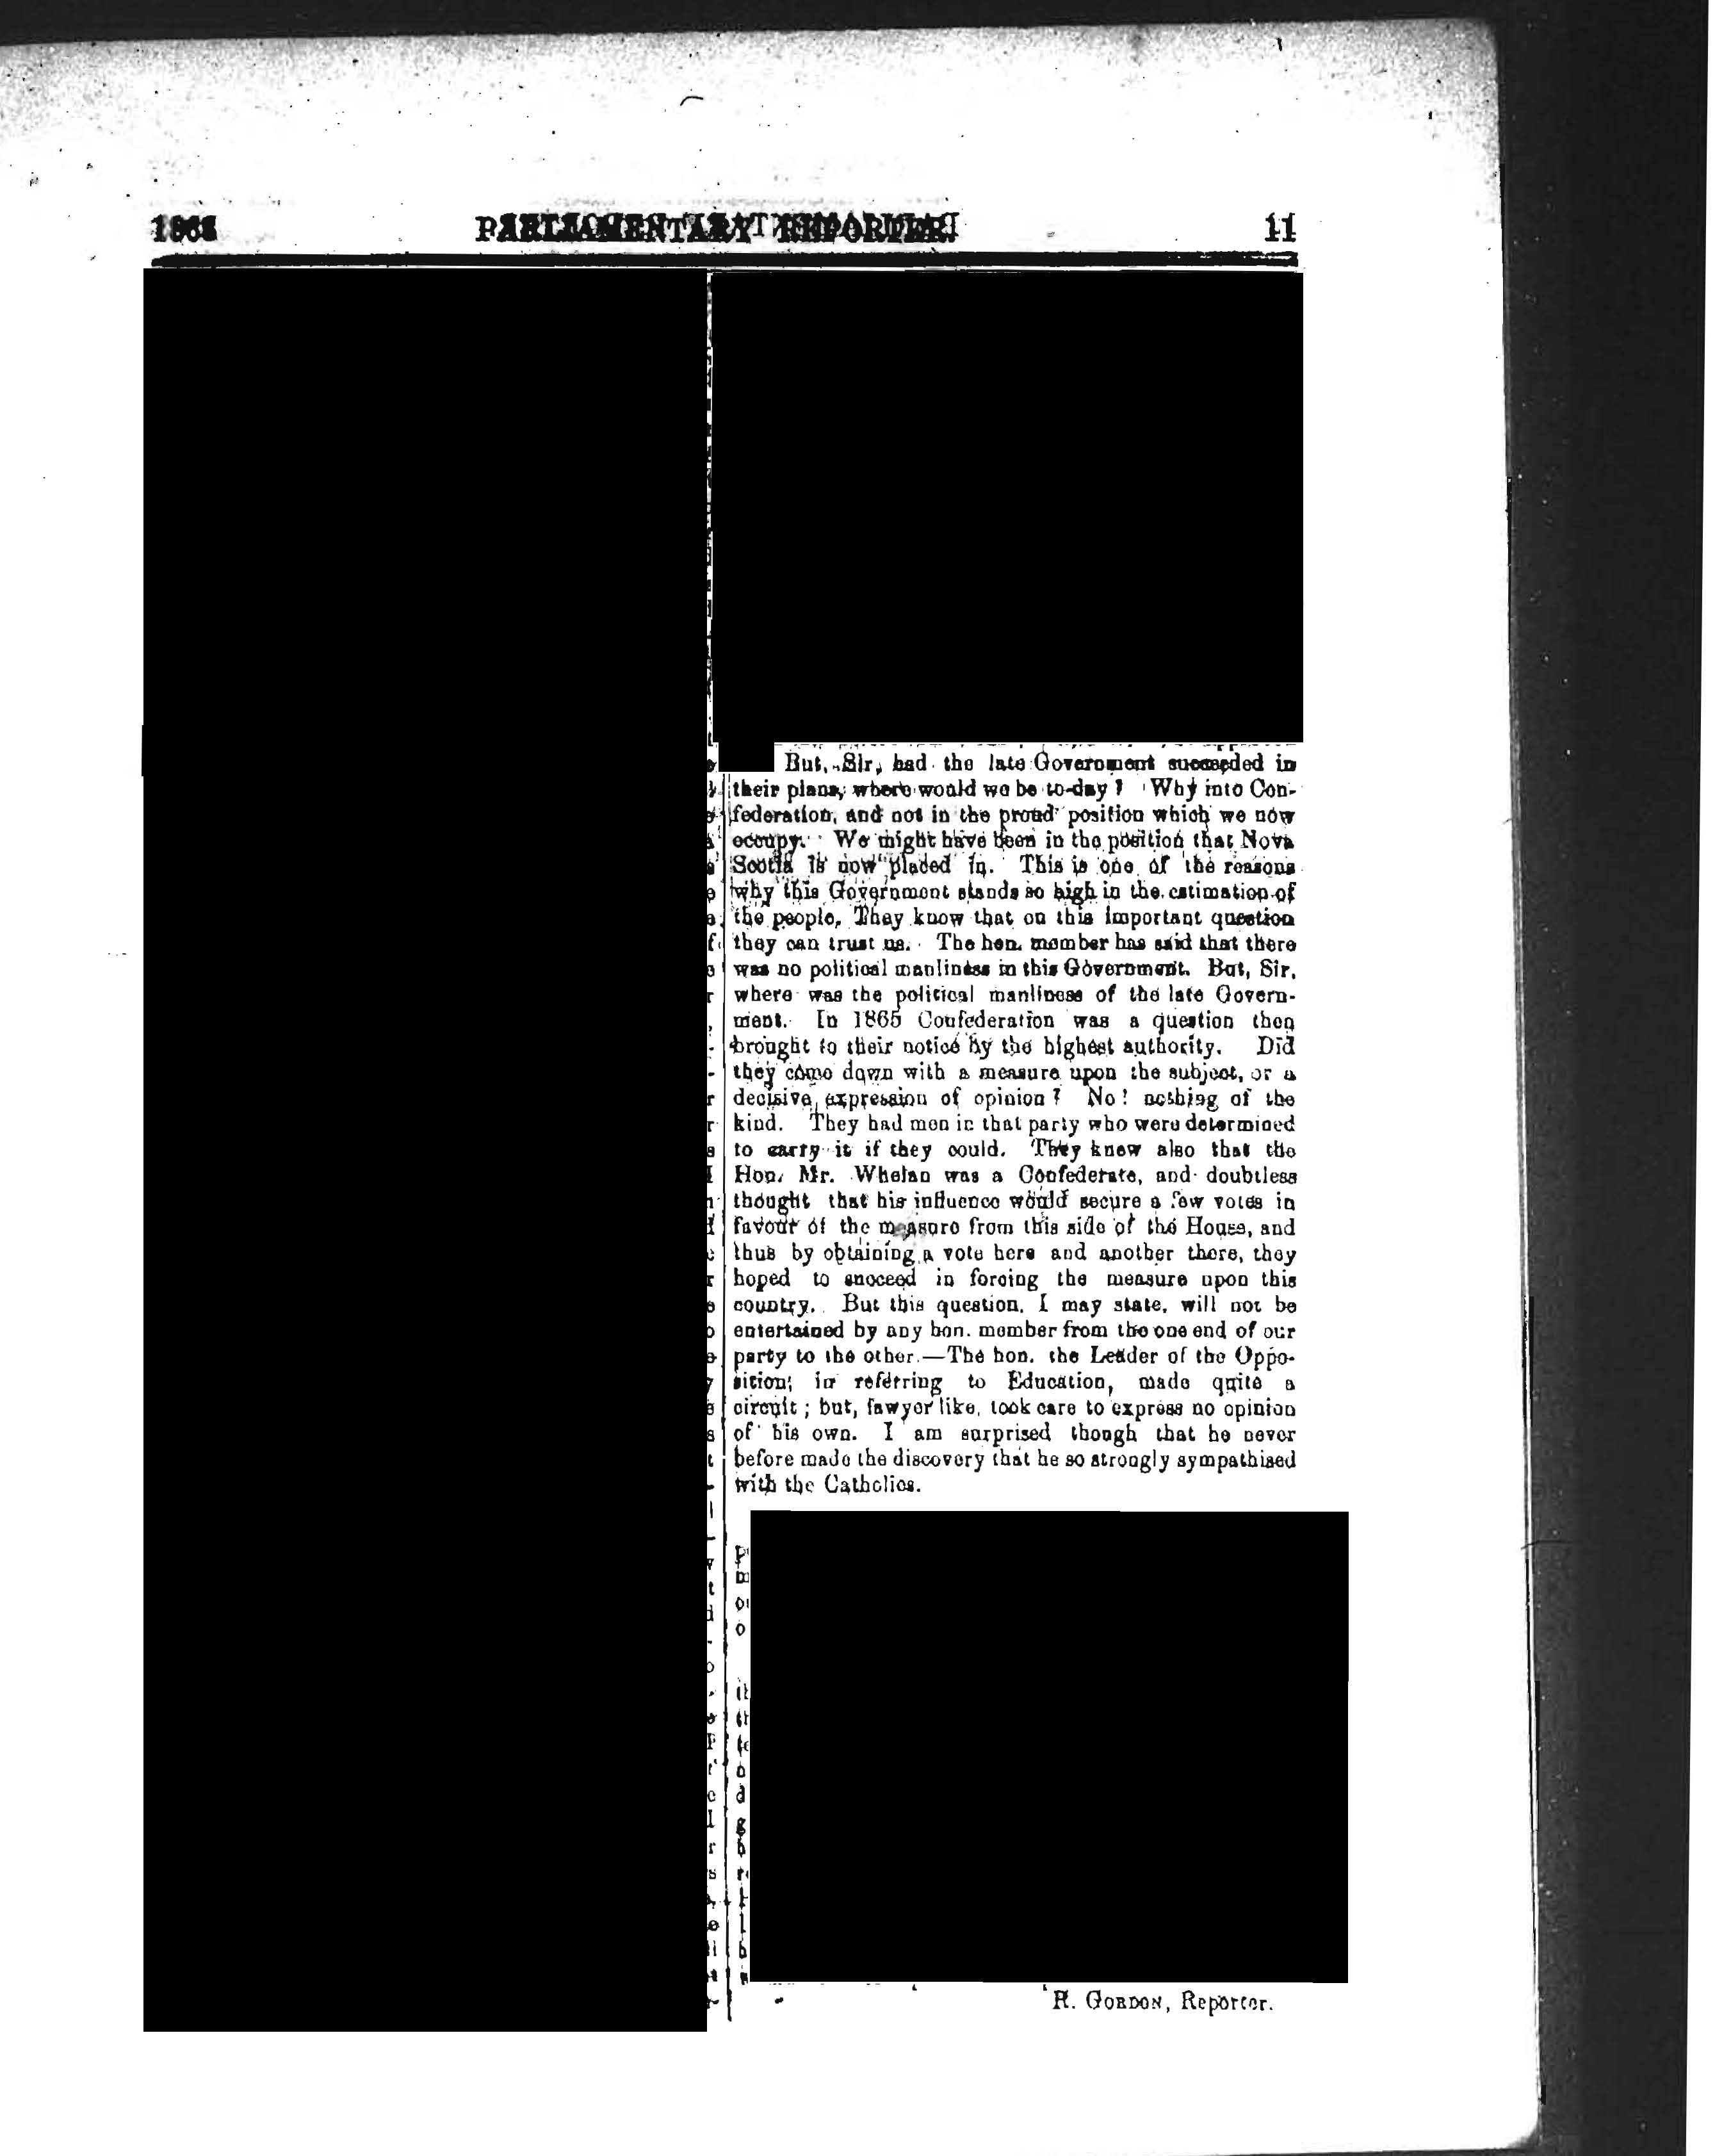 PARLIAMENTARY REPORTER. 11
But, Sir, had the late Government succeeded in
their plans, where would we be to-day? Why into Con-
federation, and not in the proud position which we now
occupy. We might have been in the position that Nova
Scotia is now placed in. This is one of the reasons
why this Government stands so high in the estimation of
the people. They know that on this important question
they can trust us. The hon. member has said that there
was no political manliness in this Government. But, Sir,
where was the political manliness of the late Govern-
ment. In 1865 Confederation was a question then
brought to their notice by the highest authority. Did
they come down with a measure upon the subject, or a
decisive expression of opinion? No! nothing of the
kind. They had men in that party who were determined
to carry it if they could. They knew also that the
Hon. Mr. Whelan was a Confederate, and doubtless
thought that his influence would secure a few votes in
favour of the measure from this side of the House, and
thus by obtaining a vote here and another there, they
hoped to succeed in forcing the measure upon this
country. But this question, I may state, will not be
entertained by any hon. member from the one end of our
party to the other.—The hon. the Leader of the Oppo-
sition, in referring to Education, made quite a
circuit; but, lawyer like, took care to express no opinion
of his own. I am surprised though that he never
before made the discovery that he so strongly sympathised
with the Catholics.
R. GORDON, Reporter.